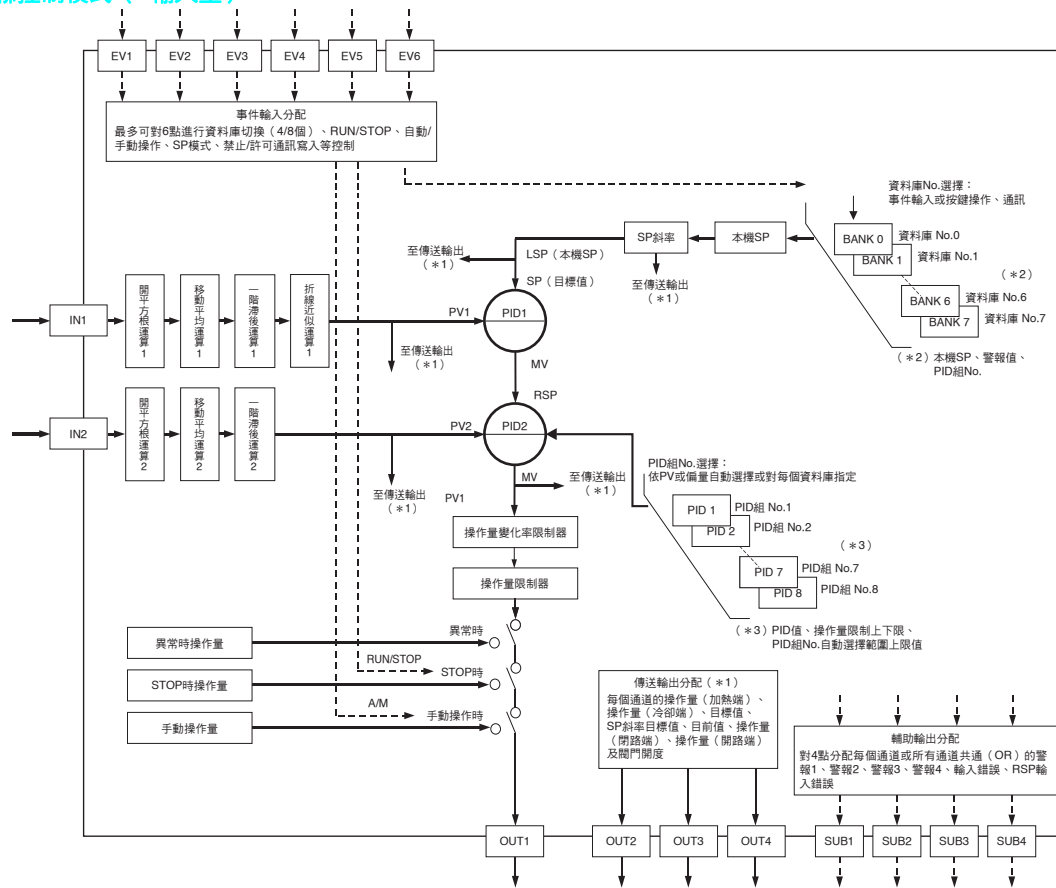 EV1
EV2
EV3
EV4
EV5
EV6
事件輸入分配
最多可對6點進行資料庫切換（4/8個）、RUN/STOP、自動/
手動操作、SP模式、禁止/許可通訊寫入等控制
資料庫No.選擇：
事件輸入或按鍵操作、通訊
BANK 0
資料庫 No.0
BANK 1
資料庫 No.1
（＊2）
BANK 6
資料庫 No.6
BANK 7
資料庫 No.7
（＊2）本機SP、警報值、
PID組No.
本機SP
SP斜率
至傳送輸出
（＊1）
LSP（本機SP）
至傳送輸出
（＊1）
SP（目標值）
IN1
開平方根運算1
移動平均運算1
一階滯後運算1
折線近似運算1
PV1
PID1
至傳送輸出
（＊1）
MV
RSP
IN2
開平方根運算2
移動平均運算2
一階滯後運算2
PV2
PID2
至傳送輸出
（＊1）
PV1
MV
至傳送輸出
（＊1）
PID組No.選擇：
依PV或偏量自動選擇或對每個資料庫指定
PID 1
PID組 No.1
PID 2
PID組 No.2
（＊3）
PID 7
PID組 No.7
PID 8
PID組 No.8
（＊3）PID值、操作量限制上下限、
PID組No.自動選擇範圍上限值
操作量變化率限制器
操作量限制器
異常時操作量
異常時
RUN/STOP
STOP時
STOP時操作量
A/M
手動操作時
手動操作量
傳送輸出分配（＊1）
每個通道的操作量（加熱端）、
操作量（冷卻端）、目標值、
SP斜率目標值、目前值、操作量
（閉路端）、操作量（開路端）
及閥門開度
輔助輸出分配
對4點分配每個通道或所有通道共通（OR）的警
報1、警報2、警報3、警報4、輸入錯誤、RSP輸
入錯誤
OUT1
OUT2
OUT3
OUT4
SUB1
SUB2
SUB3
SUB4